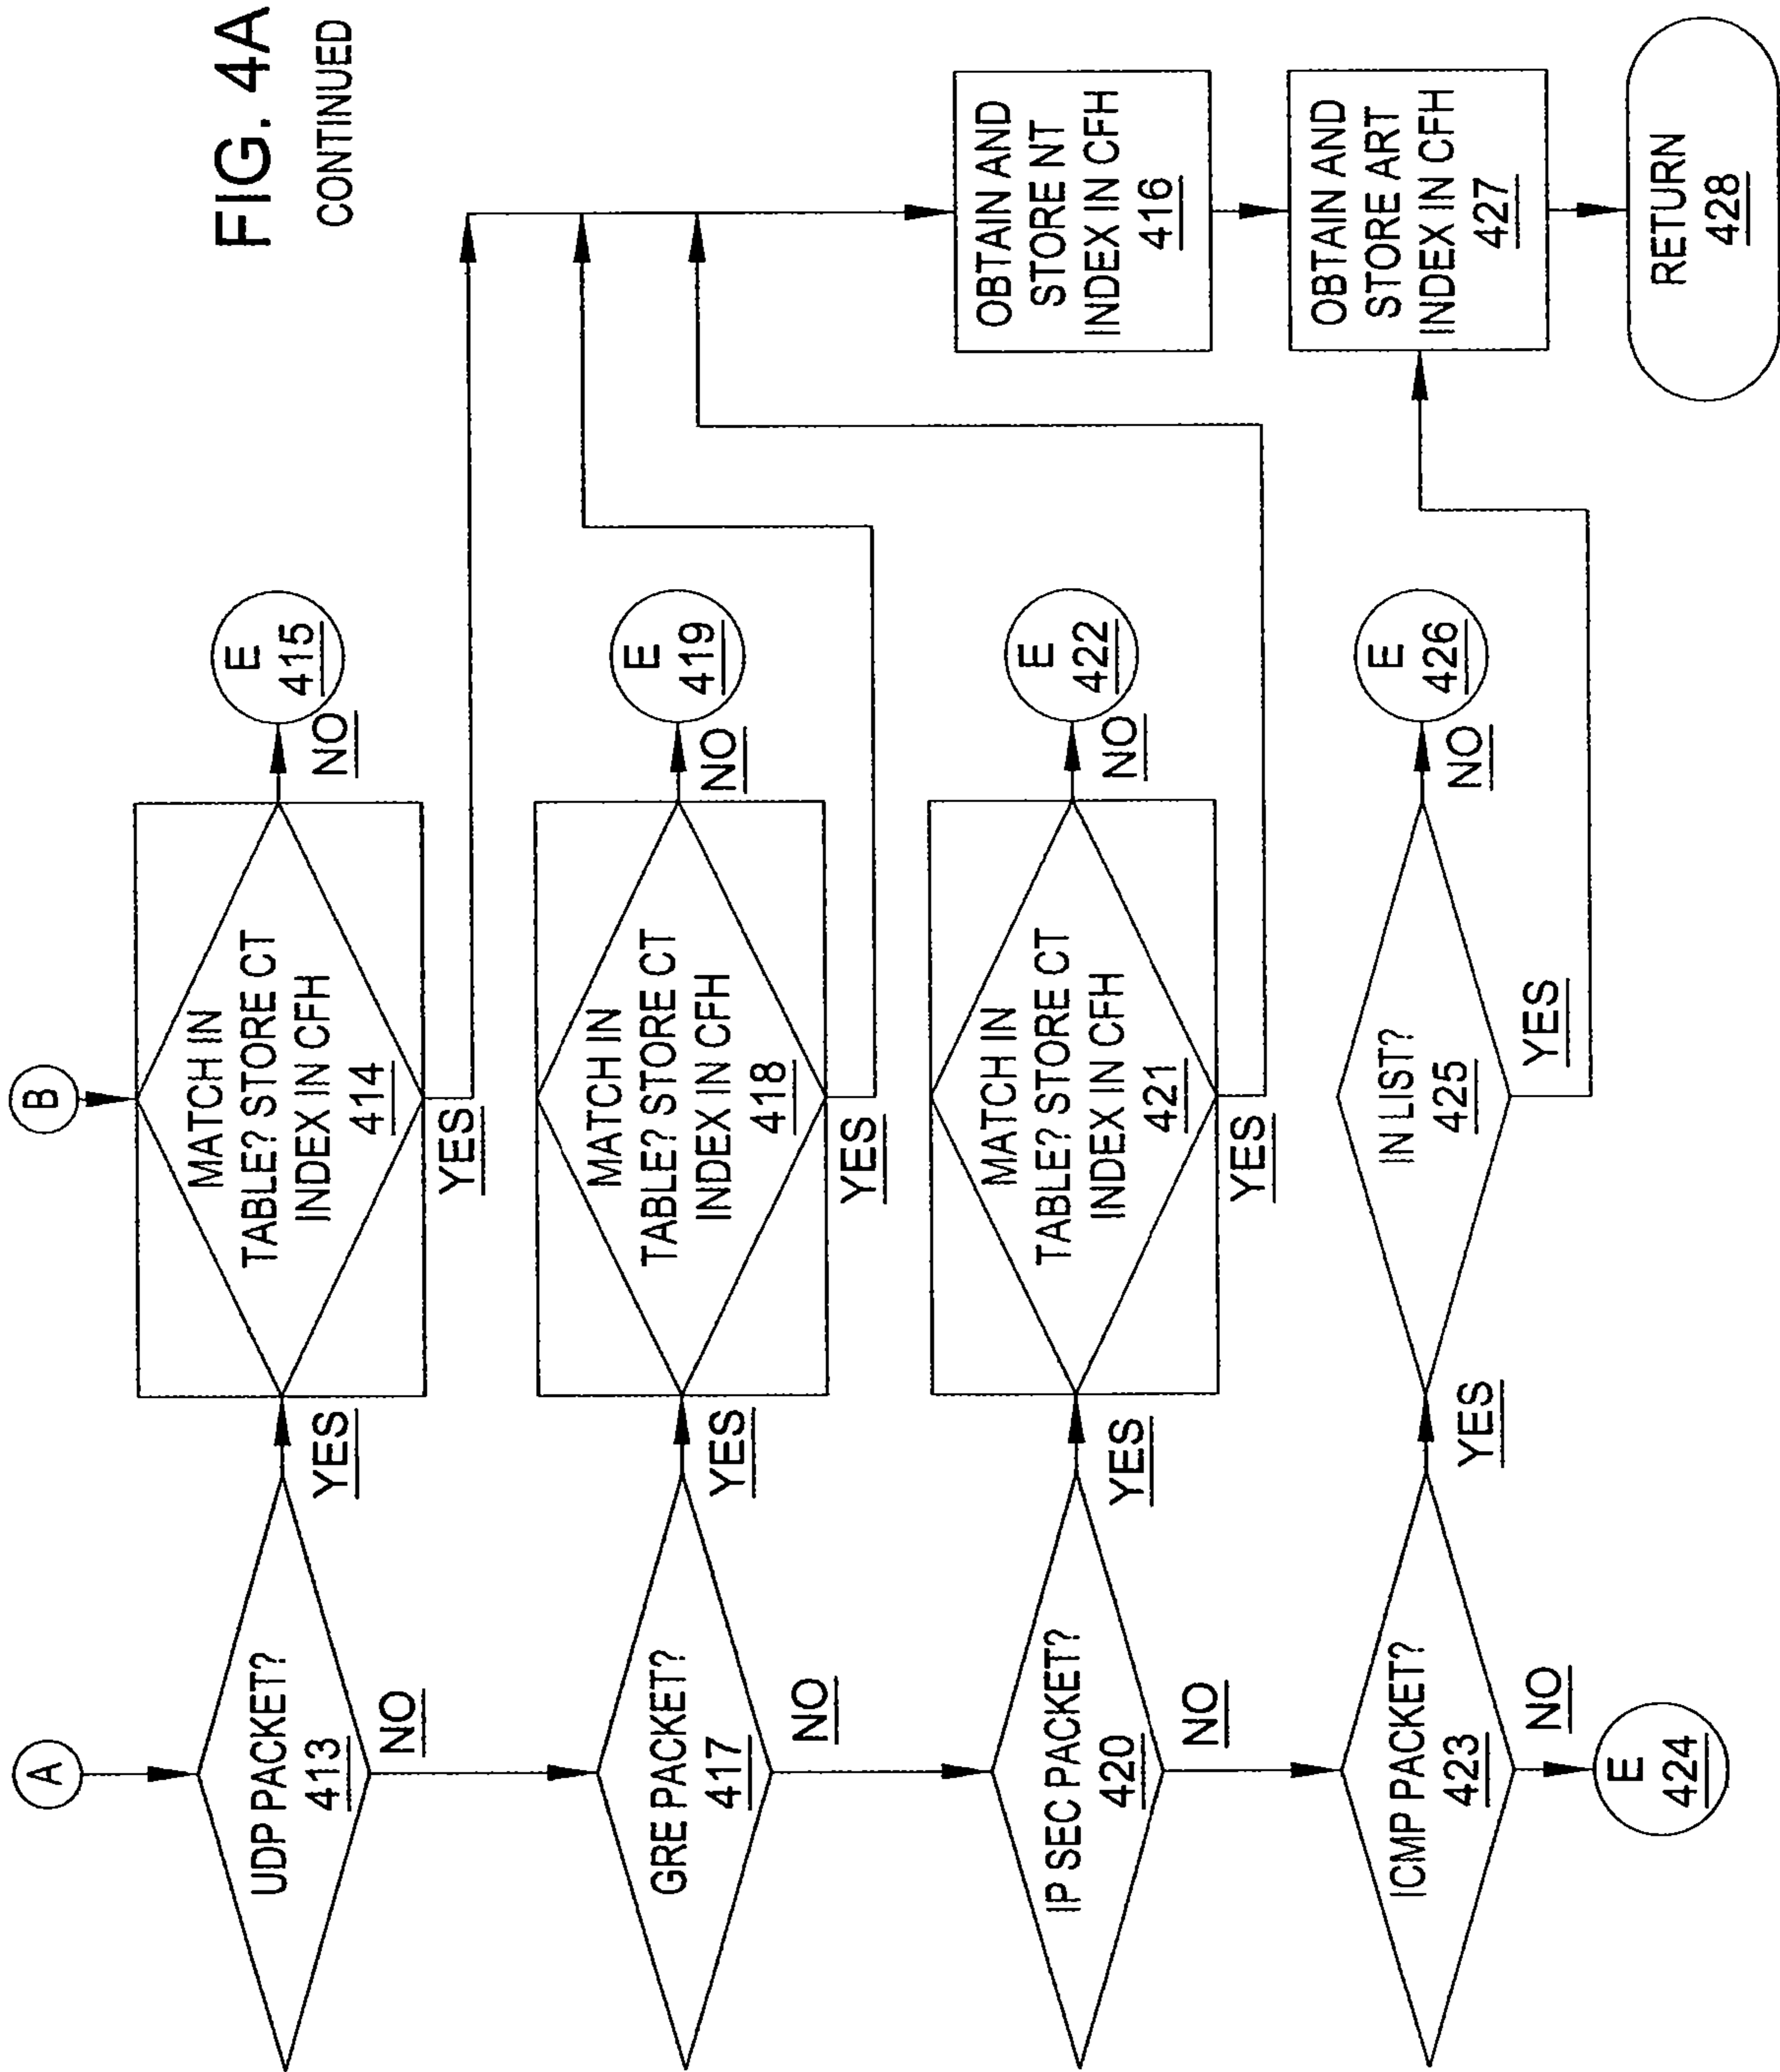 FIG. 4A
CONTINUED
A
B
UDP PACKET?
413
YES
NO
MATCH IN
TABLE? STORE CT
INDEX IN CFH
414
NO
YES
E
415
GRE PACKET?
417
YES
NO
MATCH IN
TABLE? STORE CT
INDEX IN CFH
418
NO
YES
E
419
IP SEC PACKET?
420
YES
NO
MATCH IN
TABLE? STORE CT
INDEX IN CFH
421
NO
YES
E
422
ICMP PACKET?
423
YES
NO
E
424
IN LIST?
425
NO
YES
E
426
OBTAIN AND
STORE NT
INDEX IN CFH
416
OBTAIN AND
STORE ART
INDEX IN CFH
427
RETURN
428